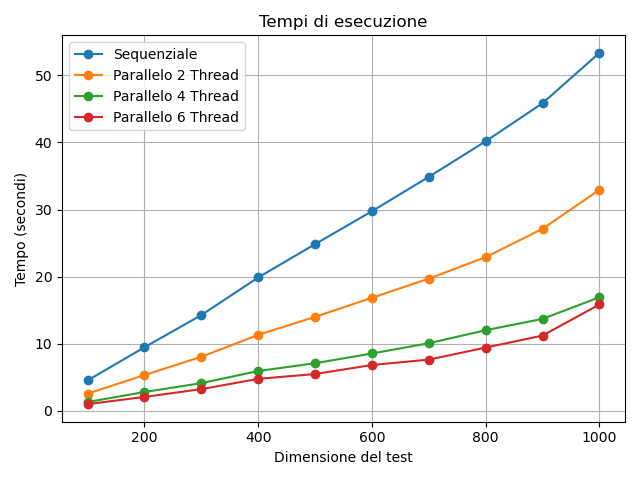 Tempi di esecuzione
Sequenziale
Parallelo 2 Thread
Parallelo 4 Thread
Parallelo 6 Thread
Tempo (secondi)
50
40
30
20
10
0
200 400 600 800 1000
Dimensione del test